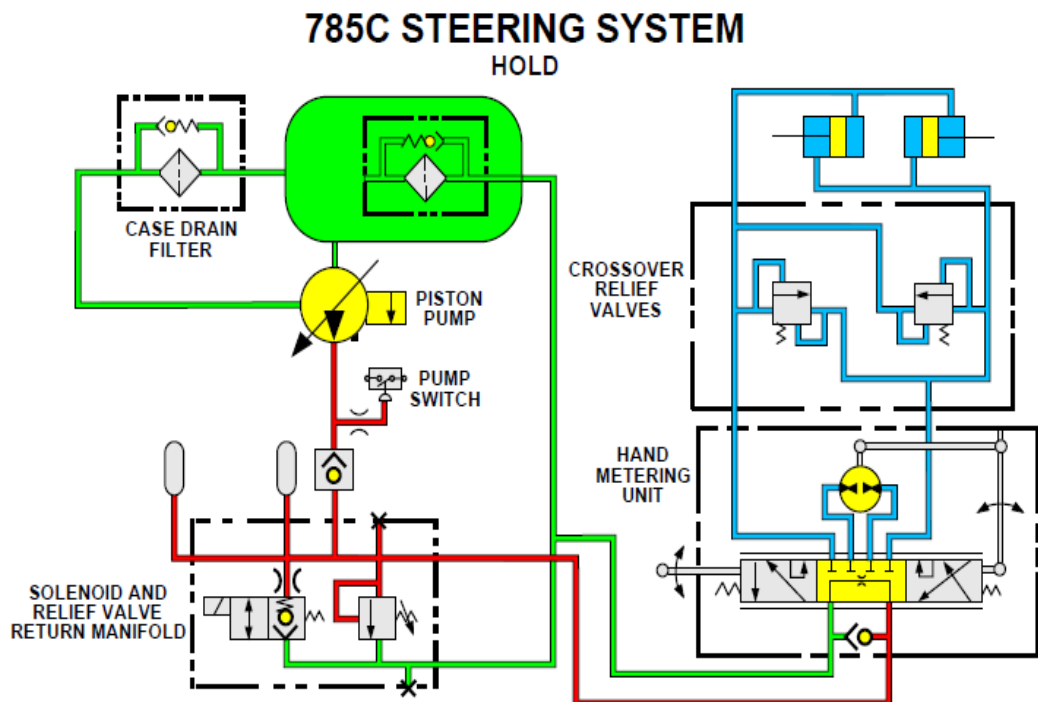 785C STEERING SYSTEM
HOLD
CASE DRAIN
FILTER
PISTON
PUMP
PUMP
SWITCH
CROSSOVER
RELIEF
VALVES
HAND
METERING
UNIT
SOLENOID AND
RELIEF VALVE
RETURN MANIFOLD